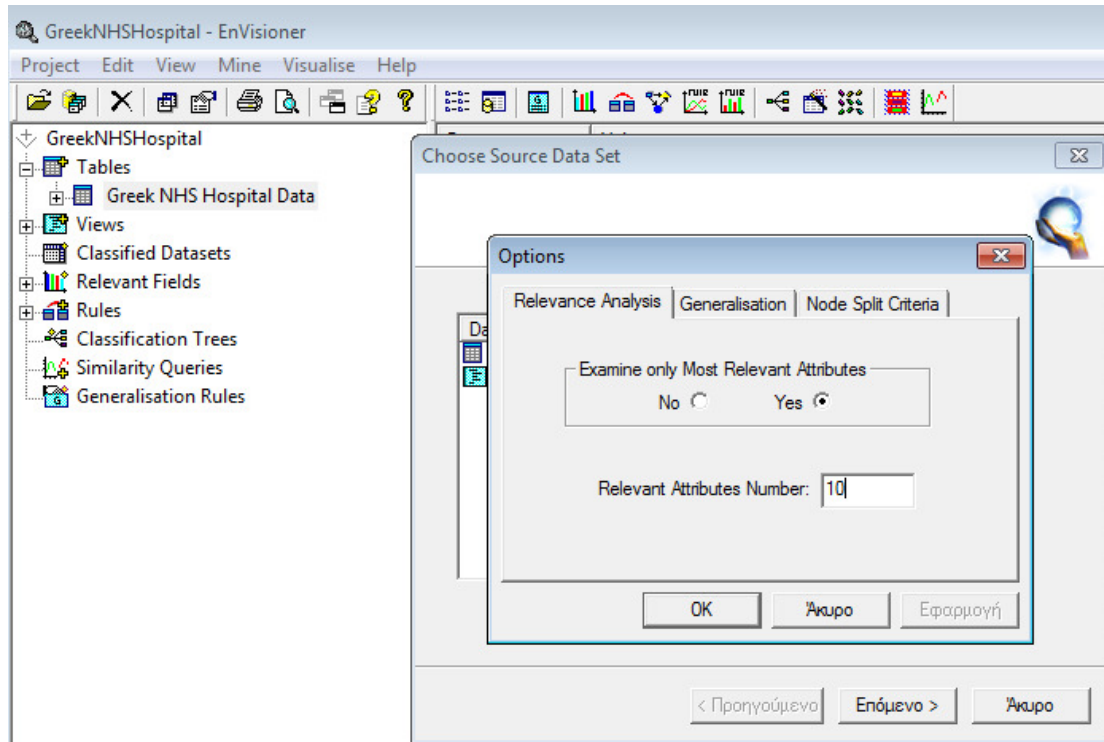 GreekNHSHospital - EnVisioner
Project Edit View Mine Visualise Help
GreekNHSHospital
Tables
Greek NHS Hospital Data
Views
Classified Datasets
Relevant Fields
Rules
Classification Trees
Similarity Queries
Generalisation Rules
Choose Source Data Set
Da
Options
Relevance Analysis Generalisation Node Split Criteria
Examine only Most Relevant Attributes
No Yes
Relevant Attributes Number: 10
OK Άκυρο Εφαρμογή
< Προηγούμενο Επόμενο > Άκυρο